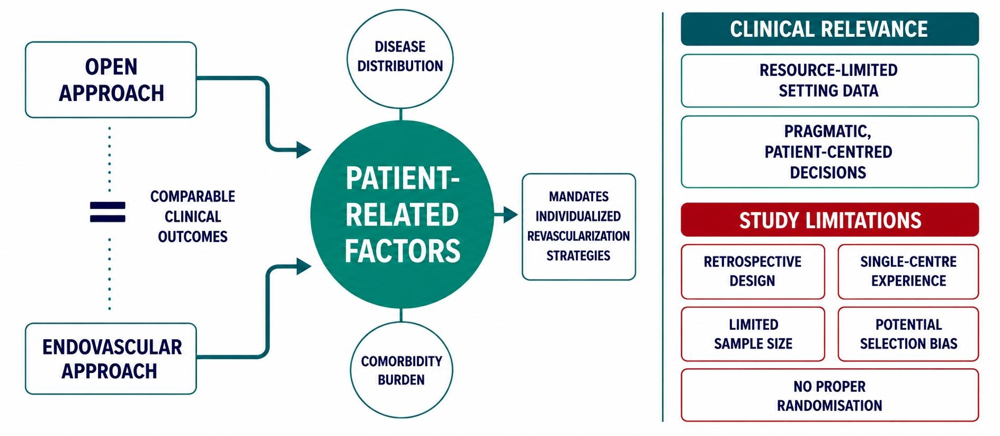 OPEN
APPROACH
=
COMPARABLE
CLINICAL
OUTCOMES
ENDOVASCULAR
APPROACH
DISEASE
DISTRIBUTION
PATIENT-
RELATED
FACTORS
COMORBIDITY
BURDEN
MANDATES
INDIVIDUALIZED
REVASCULARIZATION
STRATEGIES
CLINICAL RELEVANCE
RESOURCE-LIMITED
SETTING DATA
PRAGMATIC,
PATIENT-CENTRED
DECISIONS
STUDY LIMITATIONS
RETROSPECTIVE
DESIGN
SINGLE-CENTRE
EXPERIENCE
LIMITED
SAMPLE SIZE
POTENTIAL
SELECTION BIAS
NO PROPER
RANDOMISATION